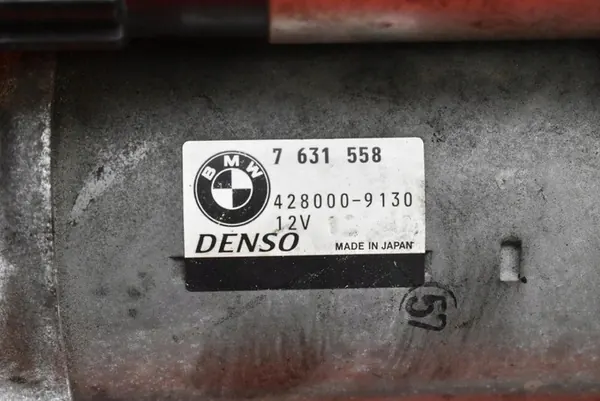 BMW
7 631 558
428000-9130
12V
DENSO
MADE IN JAPAN
57